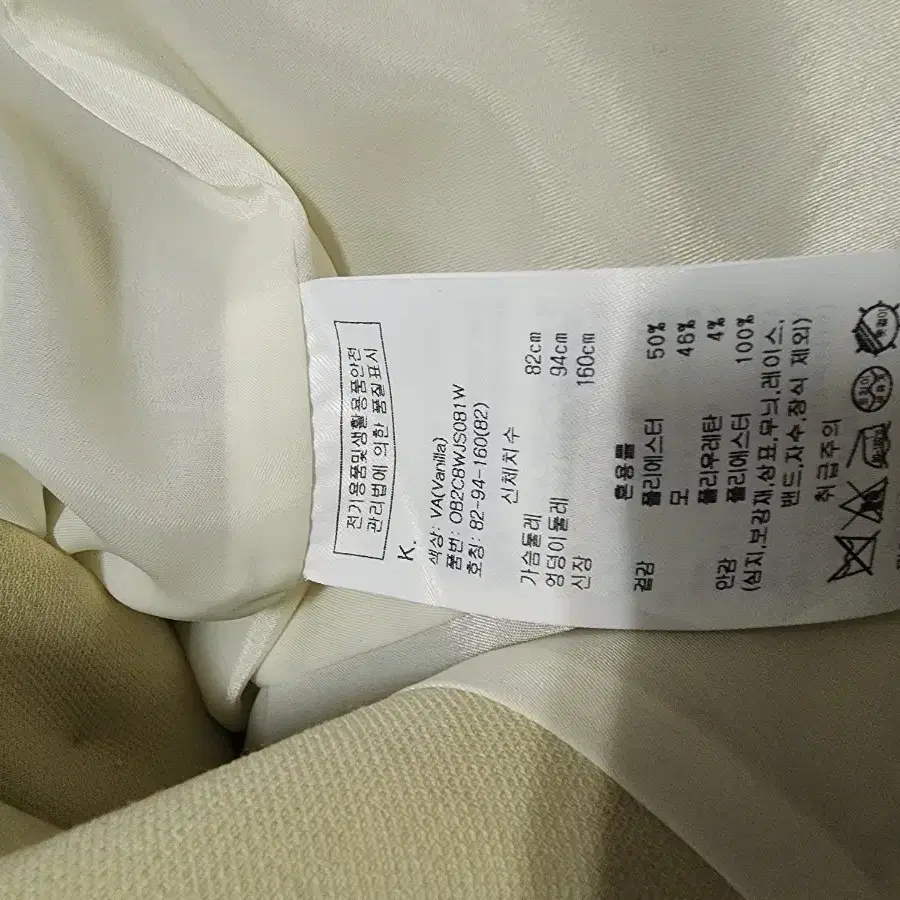 전기용품및생활용품안전
관리법에 의한 품질표시
K.
색상: VA(Vanilla)
품번: OB2C8WJS081W
호칭: 82-94-160(82)
신체치수
가슴둘레 82cm
엉덩이둘레 94cm
신장 160cm
혼용률
겉감 폴리에스터 50%
모 46%
폴리우레탄 4%
안감 폴리에스터 100%
(심지,보강재,상표,무늬,레이스,
밴드,자수,장식 제외)
취급주의